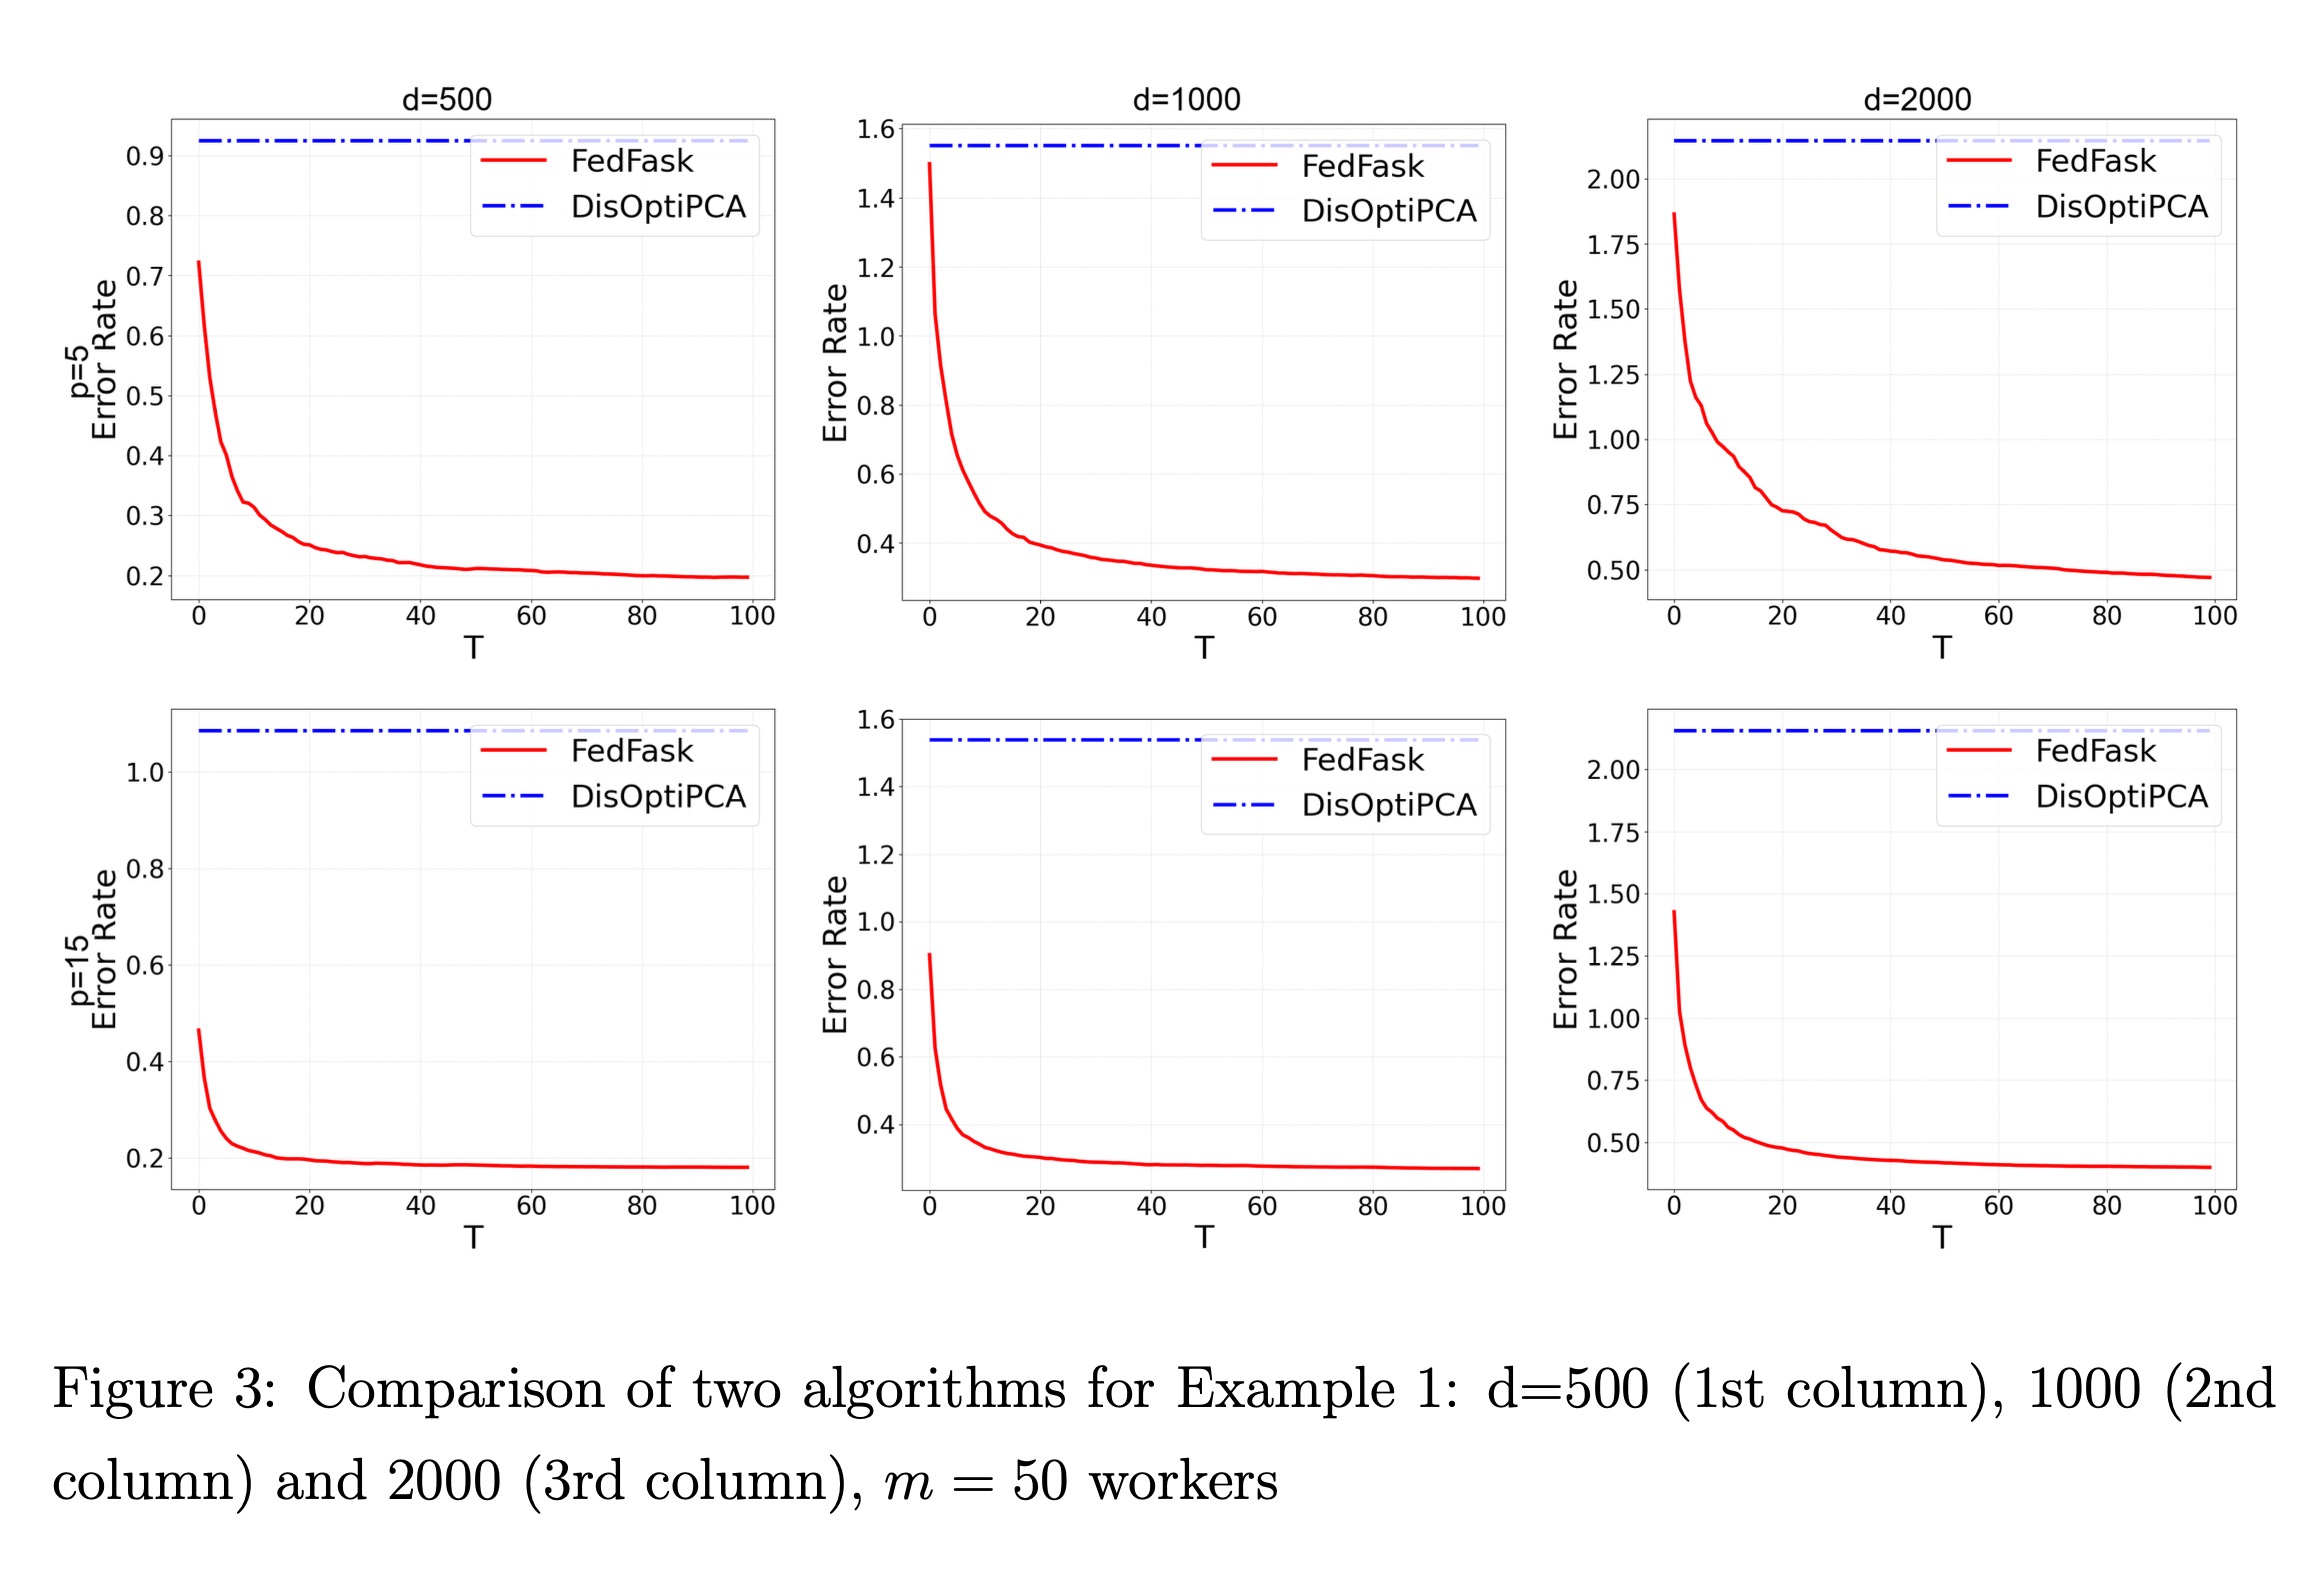 d=500
d=1000
d=2000
p=5
Error Rate
0.9
0.8
0.7
0.6
0.5
0.4
0.3
0.2
0 20 40 60 80 100
T
FedFask
DisOptiPCA
Error Rate
1.6
1.4
1.2
1.0
0.8
0.6
0.4
0 20 40 60 80 100
T
FedFask
DisOptiPCA
Error Rate
2.00
1.75
1.50
1.25
1.00
0.75
0.50
0 20 40 60 80 100
T
FedFask
DisOptiPCA
p=15
Error Rate
1.0
0.8
0.6
0.4
0.2
0 20 40 60 80 100
T
FedFask
DisOptiPCA
Error Rate
1.6
1.4
1.2
1.0
0.8
0.6
0.4
0 20 40 60 80 100
T
FedFask
DisOptiPCA
Error Rate
2.00
1.75
1.50
1.25
1.00
0.75
0.50
0 20 40 60 80 100
T
FedFask
DisOptiPCA
Figure 3: Comparison of two algorithms for Example 1: d=500 (1st column), 1000 (2nd
column) and 2000 (3rd column), m = 50 workers